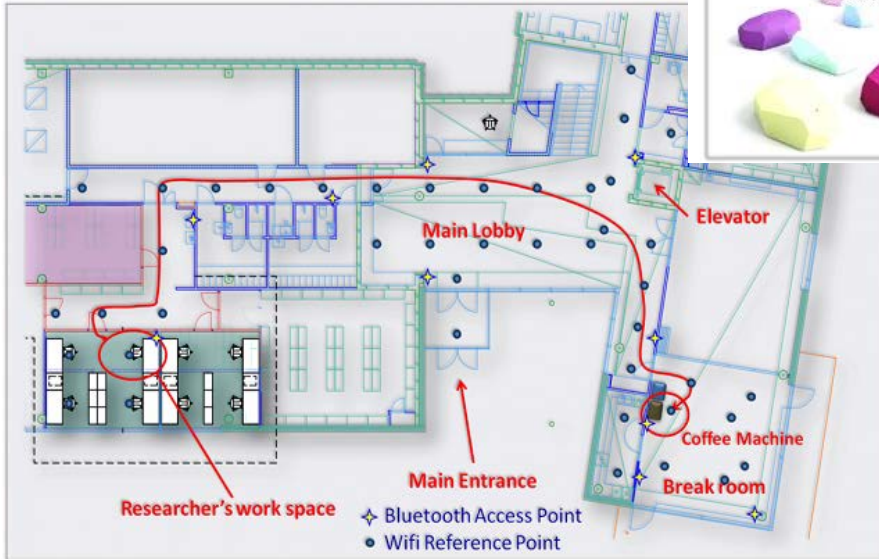 Elevator
Main Lobby
Coffee Machine
Main Entrance
Break room
Researcher's work space
Bluetooth Access Point
Wifi Reference Point